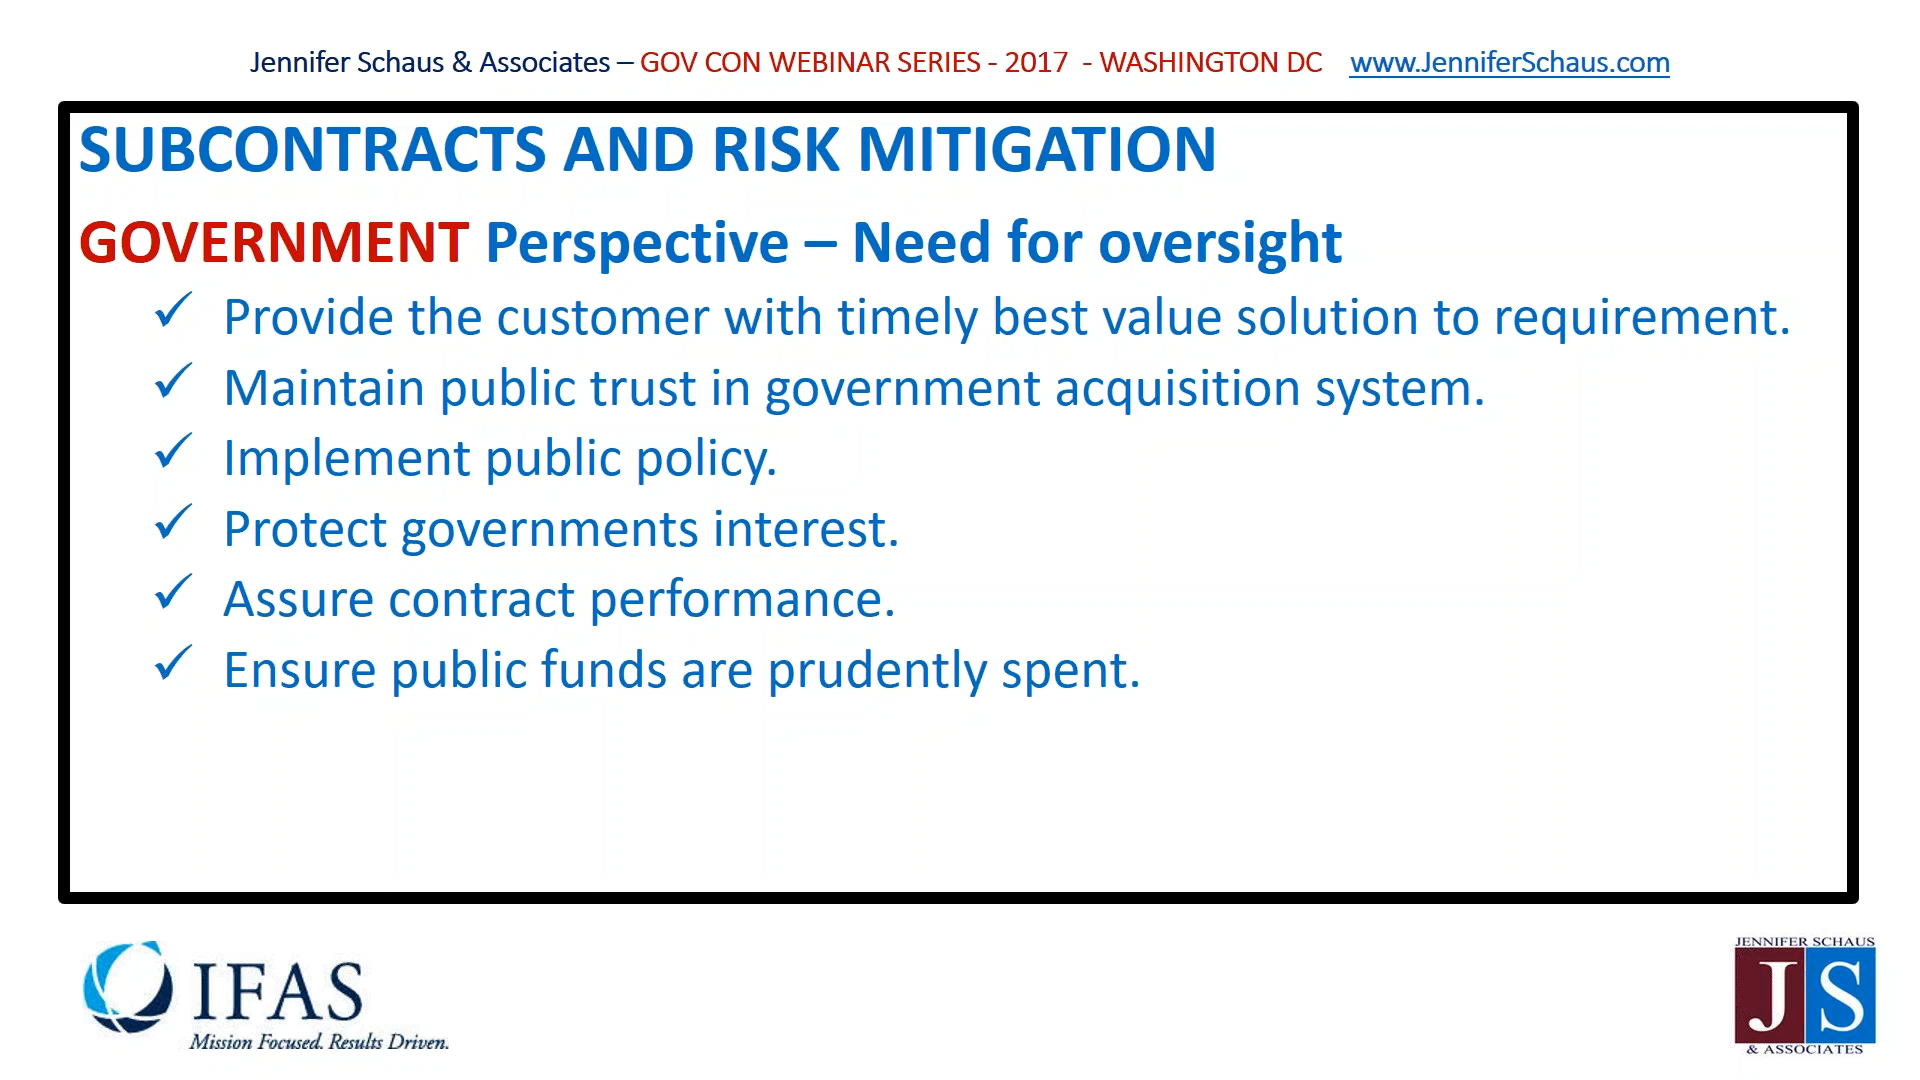 Jennifer Schaus & Associates – GOV CON WEBINAR SERIES - 2017 - WASHINGTON DC www.JenniferSchaus.com
SUBCONTRACTS AND RISK MITIGATION
GOVERNMENT Perspective – Need for oversight
✓ Provide the customer with timely best value solution to requirement.
✓ Maintain public trust in government acquisition system.
✓ Implement public policy.
✓ Protect governments interest.
✓ Assure contract performance.
✓ Ensure public funds are prudently spent.
IFAS
Mission Focused. Results Driven.
JENNIFER SCHAUS
JS
& ASSOCIATES